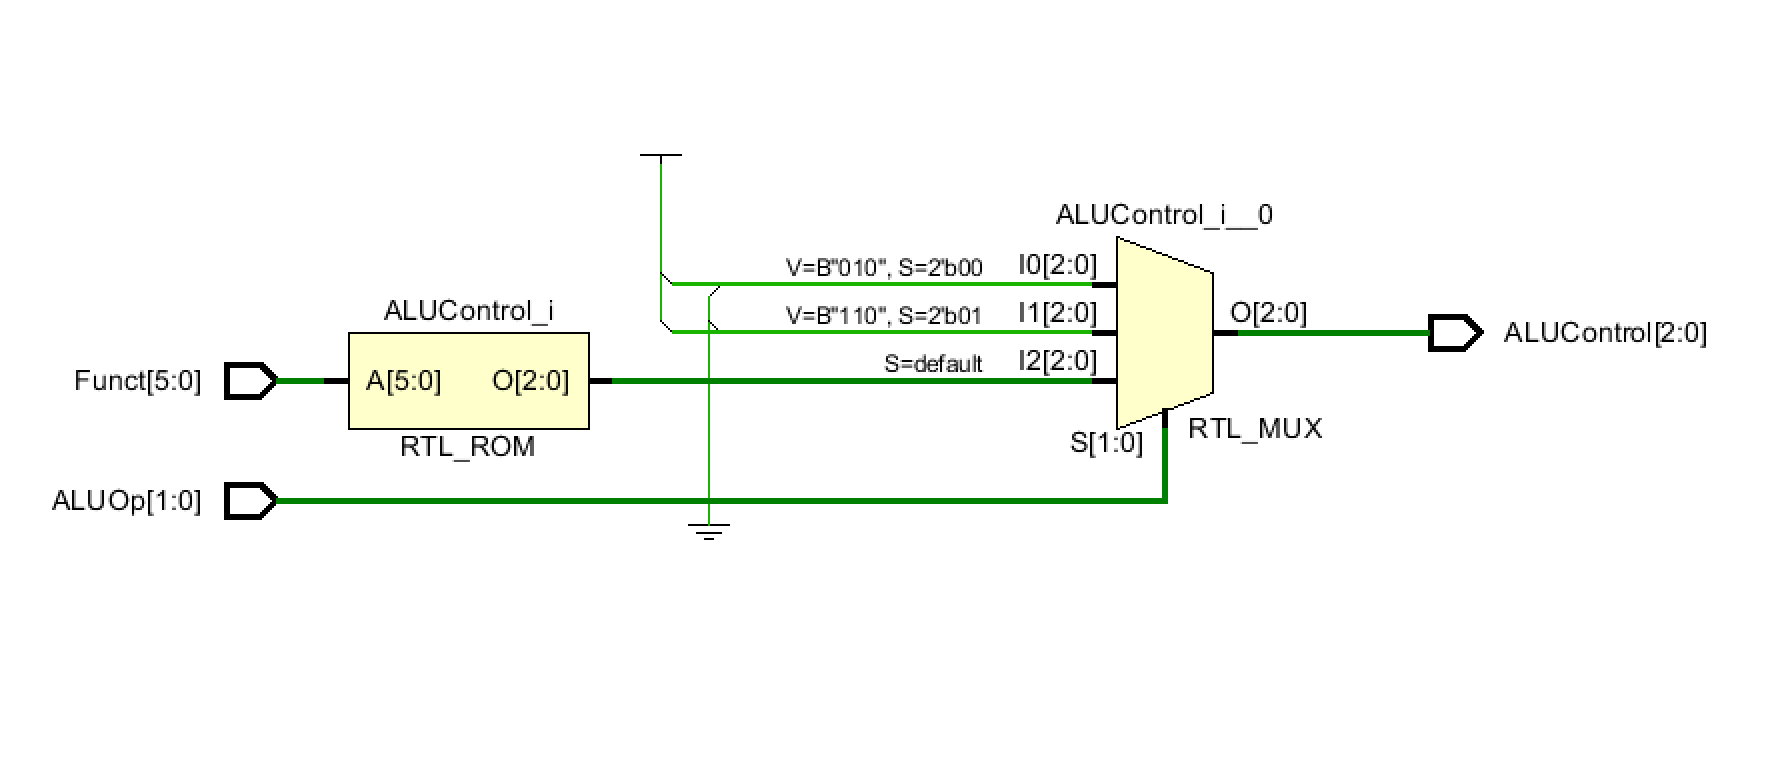 ALUControl_i__0
V=B"010", S=2'b00
I0[2:0]
V=B"110", S=2'b01
I1[2:0]
O[2:0]
ALUControl[2:0]
S=default
I2[2:0]
ALUControl_i
Funct[5:0]
A[5:0]
O[2:0]
RTL_ROM
S[1:0]
RTL_MUX
ALUOp[1:0]